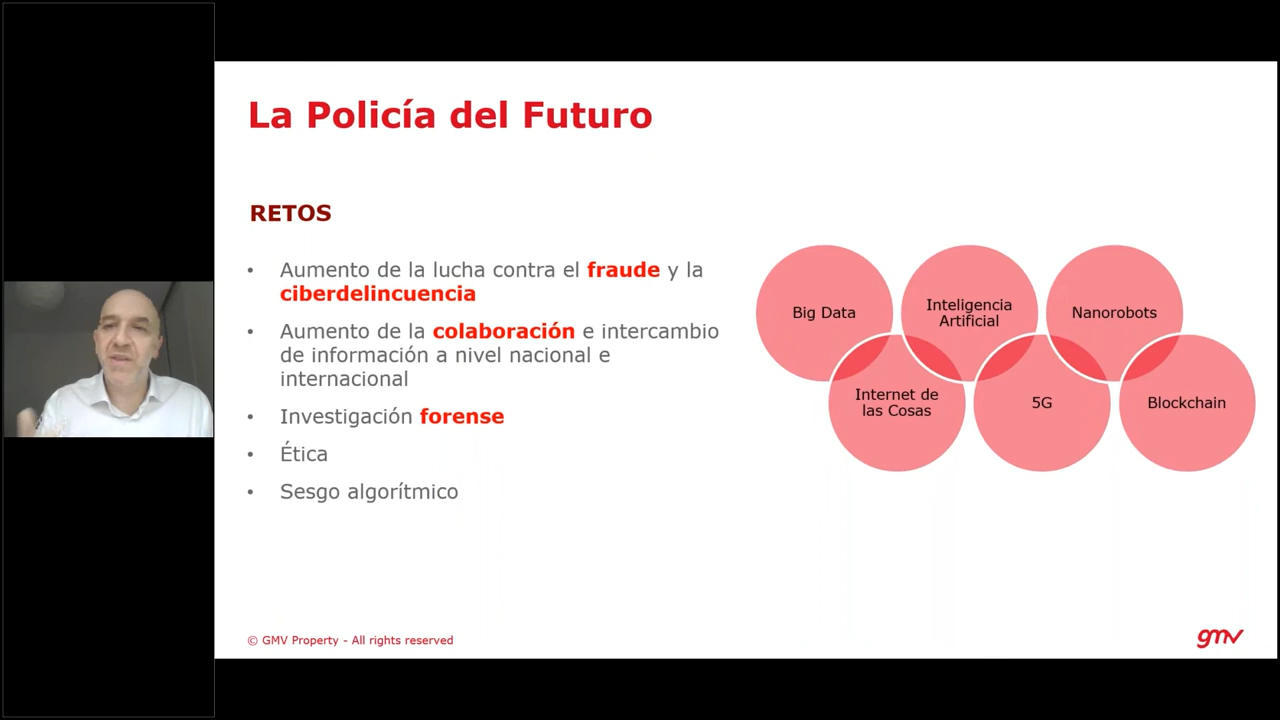 La Policía del Futuro
RETOS
• Aumento de la lucha contra el fraude y la
ciberdelincuencia
• Aumento de la colaboración e intercambio
de información a nivel nacional e
internacional
• Investigación forense
• Ética
• Sesgo algorítmico
Big Data
Inteligencia
Artificial
Nanorobots
Internet de
las Cosas
5G
Blockchain
© GMV Property - All rights reserved
gmv